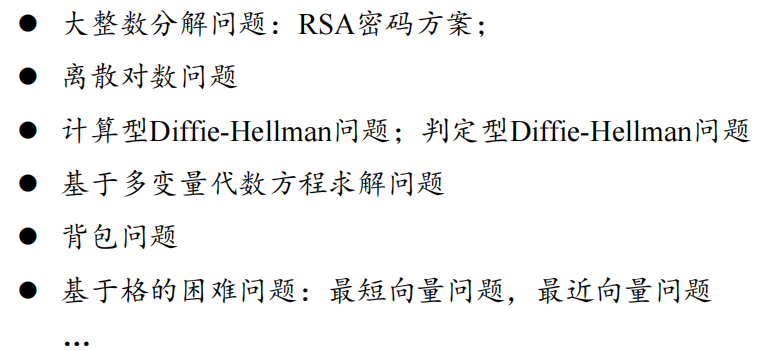 ● 大整数分解问题：RSA密码方案；
● 离散对数问题
● 计算型Diffie-Hellman问题；判定型Diffie-Hellman问题
● 基于多变量代数方程求解问题
● 背包问题
● 基于格的困难问题：最短向量问题，最近向量问题
...